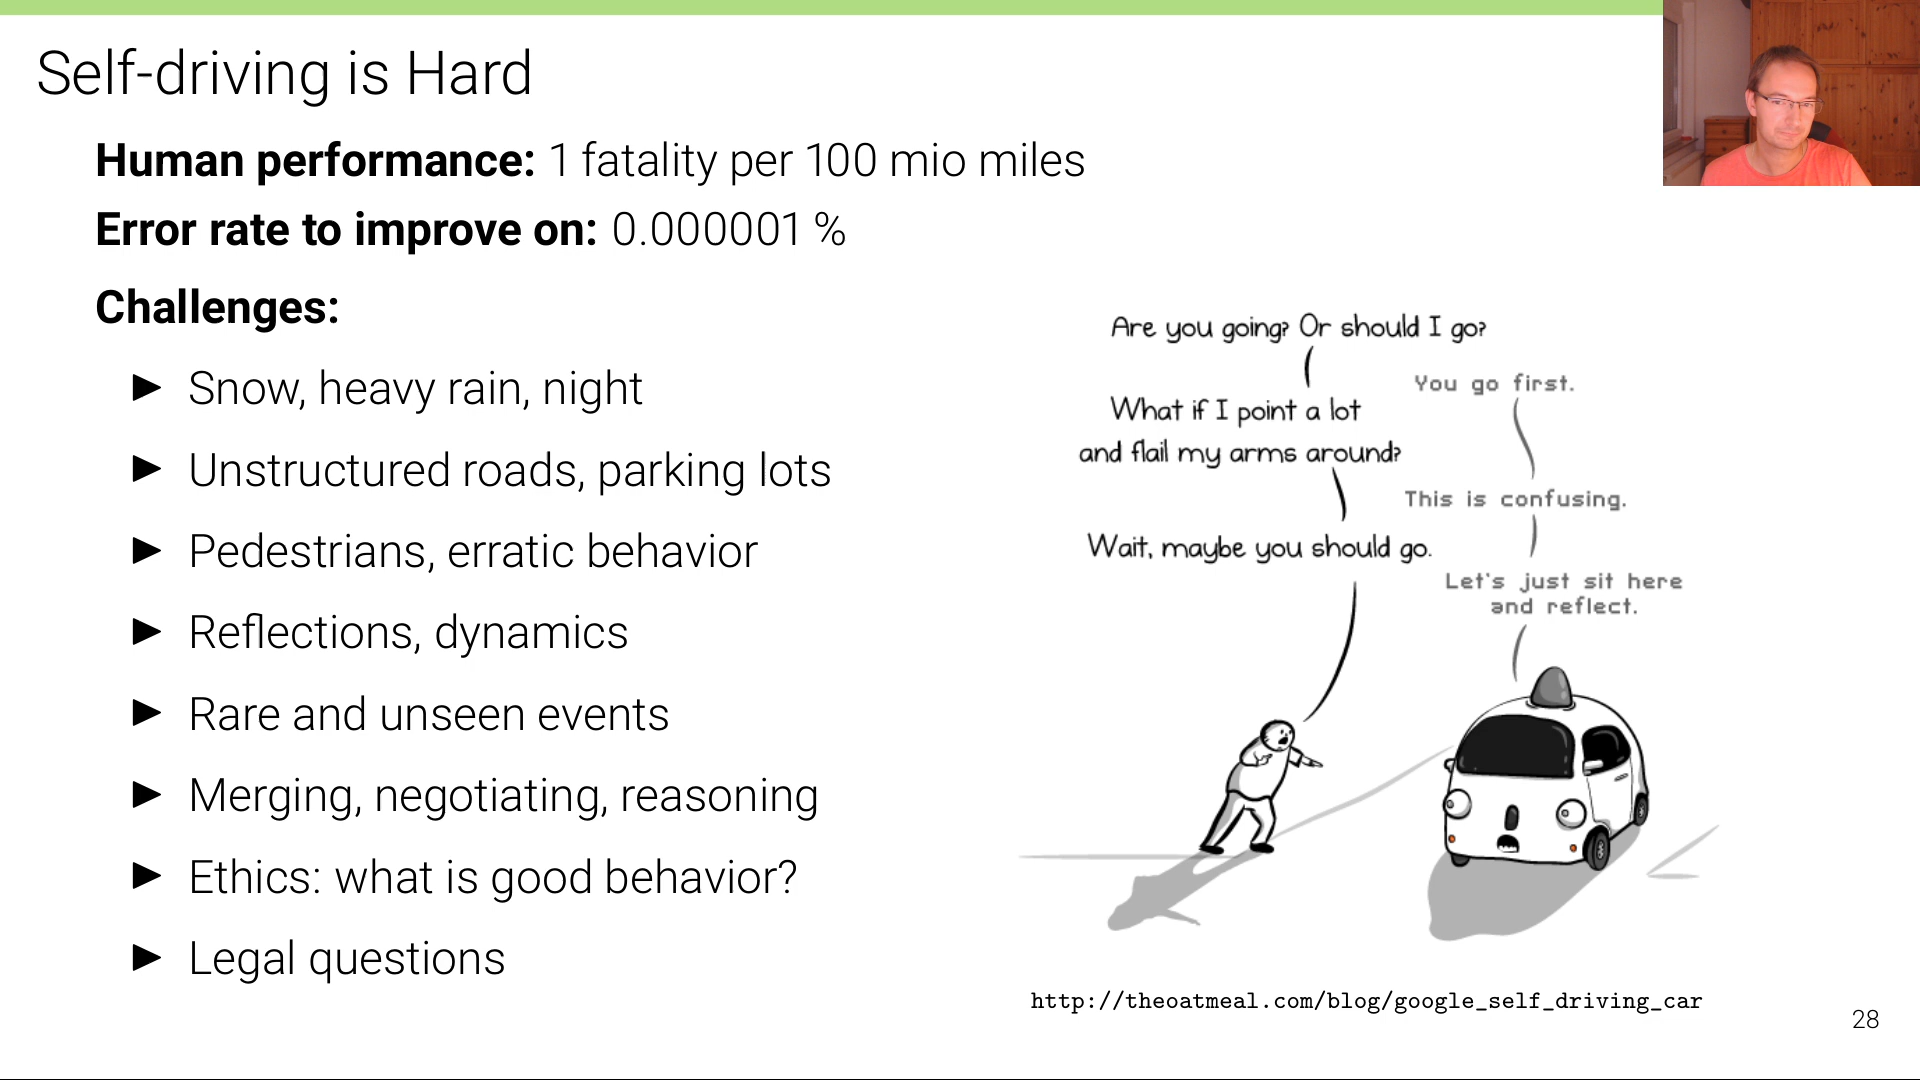 Self-driving is Hard
Human performance: 1 fatality per 100 mio miles
Error rate to improve on: 0.000001 %
Challenges:
► Snow, heavy rain, night
► Unstructured roads, parking lots
► Pedestrians, erratic behavior
► Reflections, dynamics
► Rare and unseen events
► Merging, negotiating, reasoning
► Ethics: what is good behavior?
► Legal questions
Are you going? Or should I go?
You go first.
What if I point a lot
and flail my arms around?
This is confusing.
Wait, maybe you should go.
Let's just sit here
and reflect.
http://theoatmeal.com/blog/google_self_driving_car
28